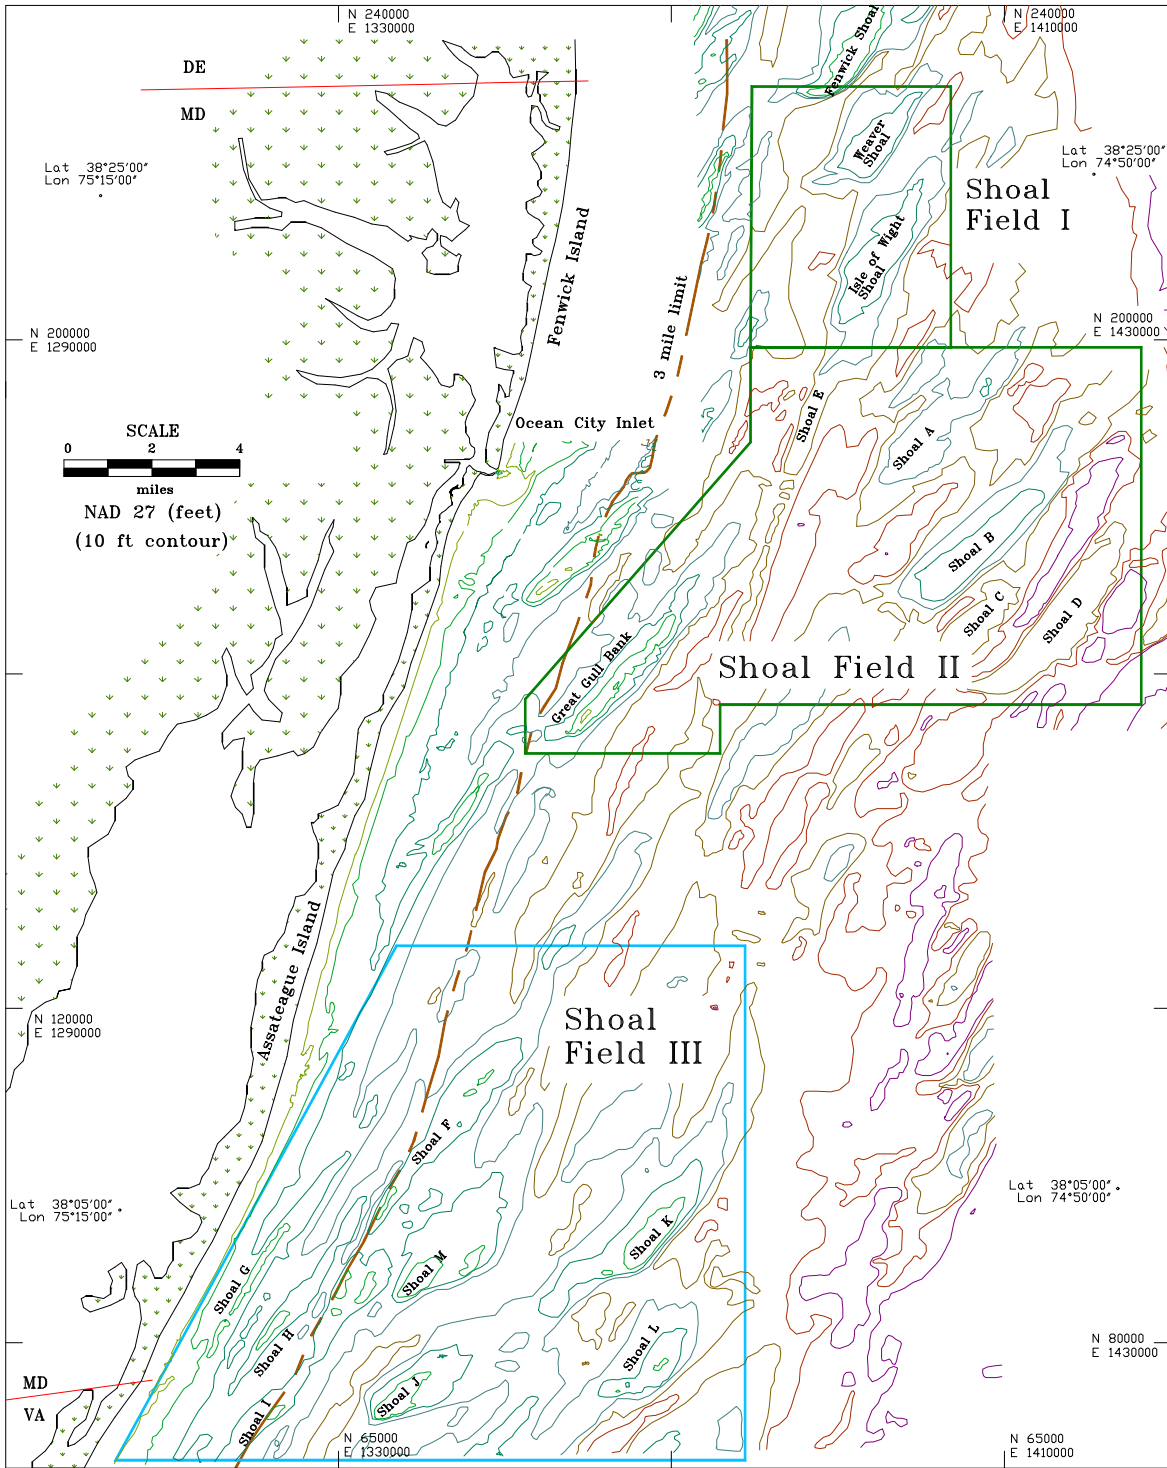 N 240000
E 1330000
N 240000
E 1410000
Fenwick Shoal
DE
MD
Lat 38°25'00"
Lon 75°15'00"
Lat 38°25'00"
Lon 74°50'00"
Weaver
Shoal
Shoal
Field I
Isle of Wight
Shoal
Fenwick Island
3 mile limit
N 200000
E 1290000
N 200000
E 1430000
Shoal E
Ocean City Inlet
Shoal A
SCALE
0 2 4
miles
NAD 27 (feet)
(10 ft contour)
Shoal B
Shoal C
Shoal D
Great Gull Bank
Shoal Field II
Assateague Island
N 120000
E 1290000
Shoal
Field III
Shoal F
Lat 38°05'00"
Lon 75°15'00"
Lat 38°05'00"
Lon 74°50'00"
Shoal K
Shoal M
Shoal G
Shoal H
Shoal L
N 80000
E 1430000
MD
VA
Shoal J
Shoal I
N 65000
E 1330000
N 65000
E 1410000